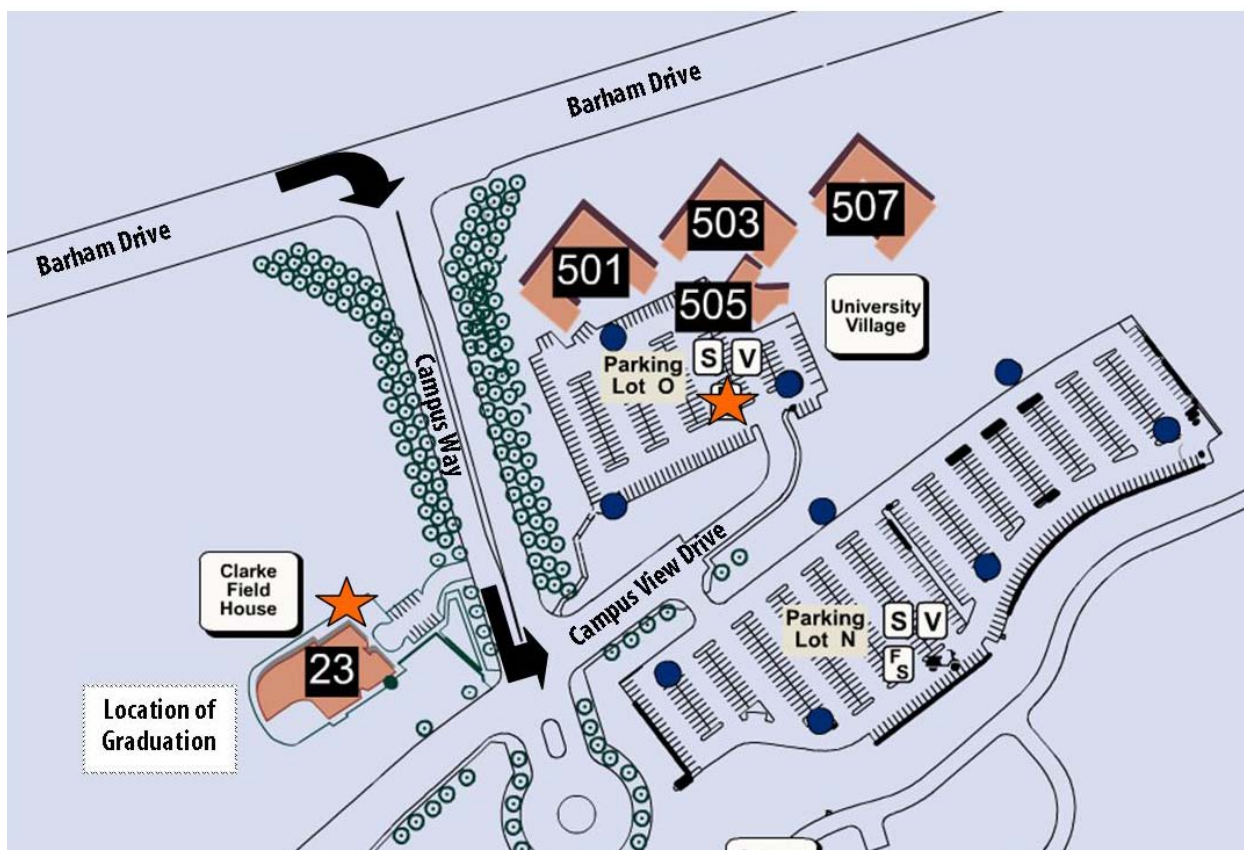 Barham Drive
Barham Drive
501
503
507
505
University
Village
Parking
Lot O
S V
Campus Way
Campus View Drive
Clarke
Field
House
23
Location of
Graduation
Parking
Lot N
S V
F
S